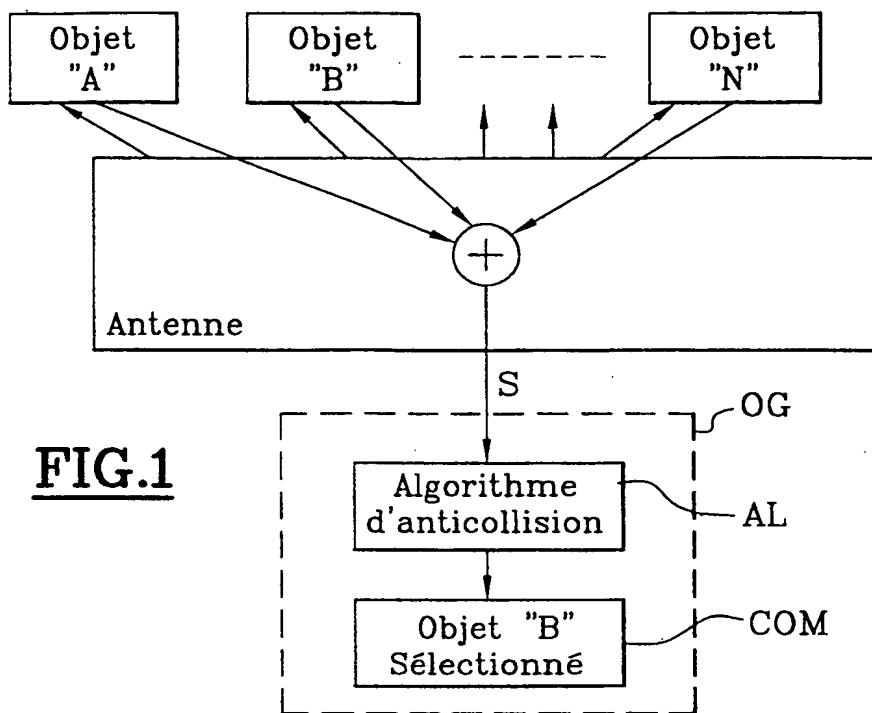 Objet
"A"
Objet
"B"
Objet
"N"
+
Antenne
S
OG
FIG.1
Algorithme
d'anticollision
AL
Objet "B"
Sélectionné
COM